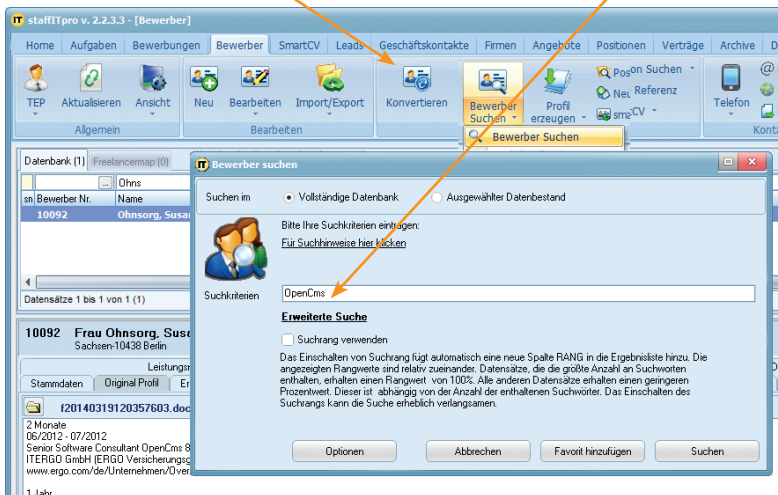 staffITpro v. 2.2.3.3 - [Bewerber]
Home Aufgaben Bewerbungen Bewerber SmartCV Leads Geschäftskontakte Firmen Angebote Positionen Verträge Archive D
TEP Aktualisieren Ansicht Neu Bearbeiten Import/Export Konvertieren Bewerber Suchen Profil erzeugen Telefon
Suchen
Referenz
CV
Allgemein Bearbeiten Konta
Bewerber Suchen
Datenbank (1) Freelancermap (0)
... Ohns
sn Bewerber Nr. Name
10092 Ohnsorg, Susa
Datensätze 1 bis 1 von 1 (1)
10092 Frau Ohnsorg, Susa
Sachsen-10438 Berlin
Leistungsr
Stammdaten Original Profil Er
f20140319120357603.doc
2 Monate
06/2012 - 07/2012
Senior Software Consultant OpenCms 8
ITERGO GmbH (ERGO Versicherungsg
www.ergo.com/de/Unternehmen/Over
1 Jahr
Bewerber suchen
Suchen im Vollständige Datenbank Ausgewählter Datenbestand
Bitte Ihre Suchkriterien eintragen:
Für Suchhinweise hier klicken
Suchkriterien OpenCms
Erweiterte Suche
Suchrang verwenden
Das Einschalten von Suchrang fügt automatisch eine neue Spalte RANG in die Ergebnisliste hinzu. Die
angezeigten Rangwerte sind relativ zueinander. Datensätze, die die größte Anzahl an Suchworten
enthalten, erhalten einen Rangwert von 100%. Alle anderen Datensätze erhalten einen geringeren
Prozentwert. Dieser ist abhängig von der Anzahl der enthaltenen Suchwörter. Das Einschalten des
Suchrangs kann die Suche erheblich verlangsamen.
Optionen Abbrechen Favorit hinzufügen Suchen